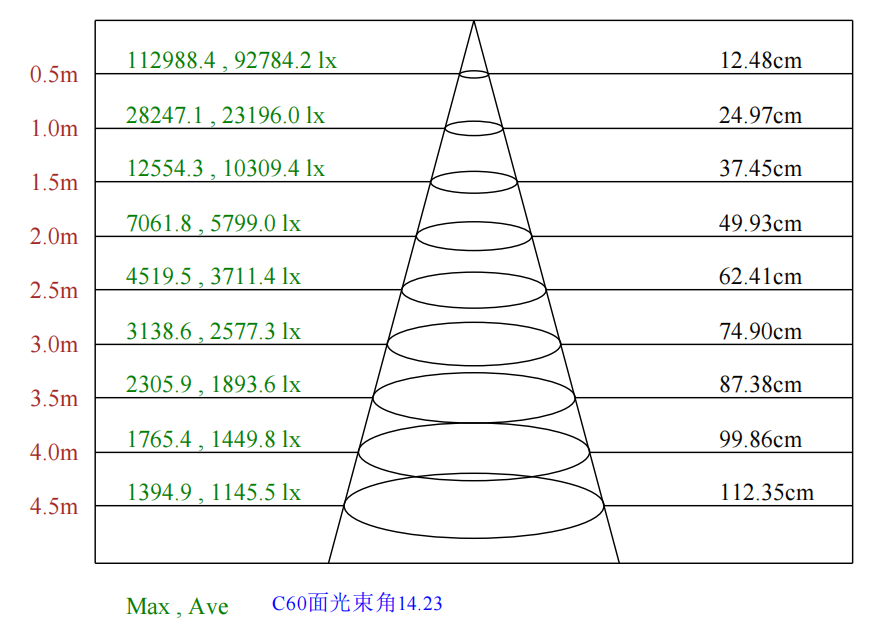 112988.4 , 92784.2 lx 12.48cm
0.5m
28247.1 , 23196.0 lx 24.97cm
1.0m
12554.3 , 10309.4 lx 37.45cm
1.5m
7061.8 , 5799.0 lx 49.93cm
2.0m
4519.5 , 3711.4 lx 62.41cm
2.5m
3138.6 , 2577.3 lx 74.90cm
3.0m
2305.9 , 1893.6 lx 87.38cm
3.5m
1765.4 , 1449.8 lx 99.86cm
4.0m
1394.9 , 1145.5 lx 112.35cm
4.5m
Max , Ave C60面光束角14.23